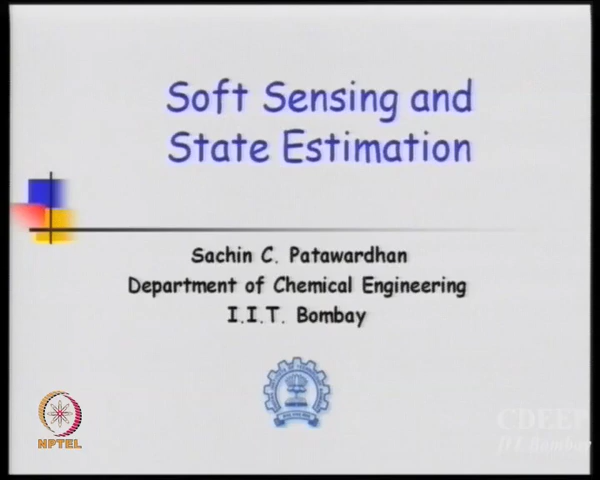 Soft Sensing and
State Estimation
Sachin C. Patawardhan
Department of Chemical Engineering
I.I.T. Bombay
NPTEL
CDEEP
IIT Bombay